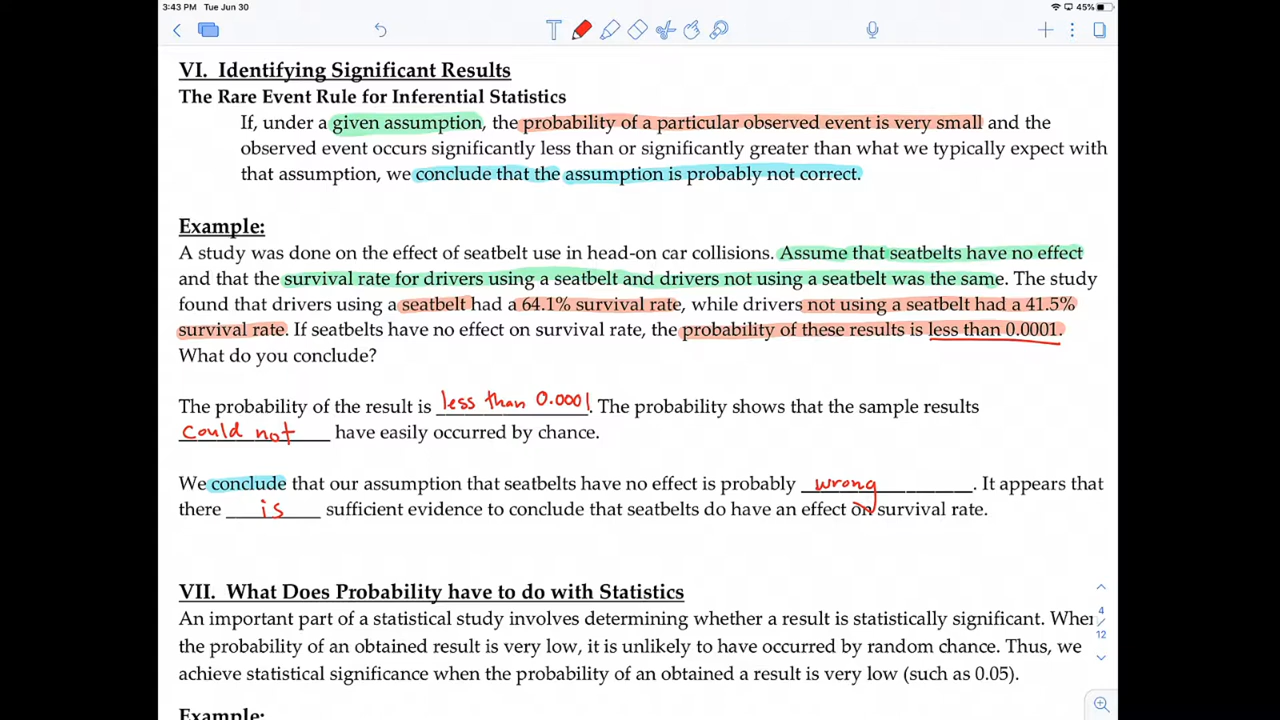 3:43 PM Tue Jun 30
45%
VI. Identifying Significant Results
The Rare Event Rule for Inferential Statistics
If, under a given assumption, the probability of a particular observed event is very small and the
observed event occurs significantly less than or significantly greater than what we typically expect with
that assumption, we conclude that the assumption is probably not correct.
Example:
A study was done on the effect of seatbelt use in head-on car collisions. Assume that seatbelts have no effect
and that the survival rate for drivers using a seatbelt and drivers not using a seatbelt was the same. The study
found that drivers using a seatbelt had a 64.1% survival rate, while drivers not using a seatbelt had a 41.5%
survival rate. If seatbelts have no effect on survival rate, the probability of these results is less than 0.0001.
What do you conclude?
The probability of the result is less than 0.0001. The probability shows that the sample results
could not have easily occurred by chance.
We conclude that our assumption that seatbelts have no effect is probably wrong. It appears that
there is sufficient evidence to conclude that seatbelts do have an effect on survival rate.
VII. What Does Probability have to do with Statistics
An important part of a statistical study involves determining whether a result is statistically significant. When
the probability of an obtained result is very low, it is unlikely to have occurred by random chance. Thus, we
achieve statistical significance when the probability of an obtained a result is very low (such as 0.05).
Example:
4
/
12